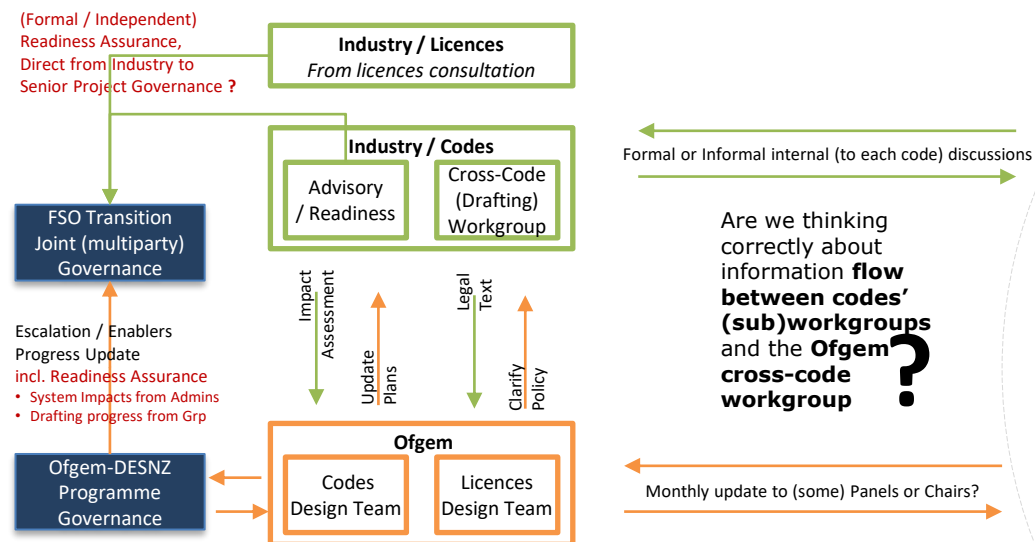 (Formal / Independent)
Readiness Assurance,
Direct from Industry to
Senior Project Governance ?
Industry / Licences
From licences consultation
Industry / Codes
Advisory
/ Readiness
Cross-Code
(Drafting)
Workgroup
Formal or Informal internal (to each code) discussions
FSO Transition
Joint (multiparty)
Governance
Are we thinking
correctly about
information flow
between codes’
(sub)workgroups
and the Ofgem
cross-code
workgroup
?
Impact
Assessment
Update
Plans
Legal
Text
Clarify
Policy
Escalation / Enablers
Progress Update
incl. Readiness Assurance
• System Impacts from Admins
• Drafting progress from Grp
Ofgem
Codes
Design Team
Licences
Design Team
Ofgem-DESNZ
Programme
Governance
Monthly update to (some) Panels or Chairs?